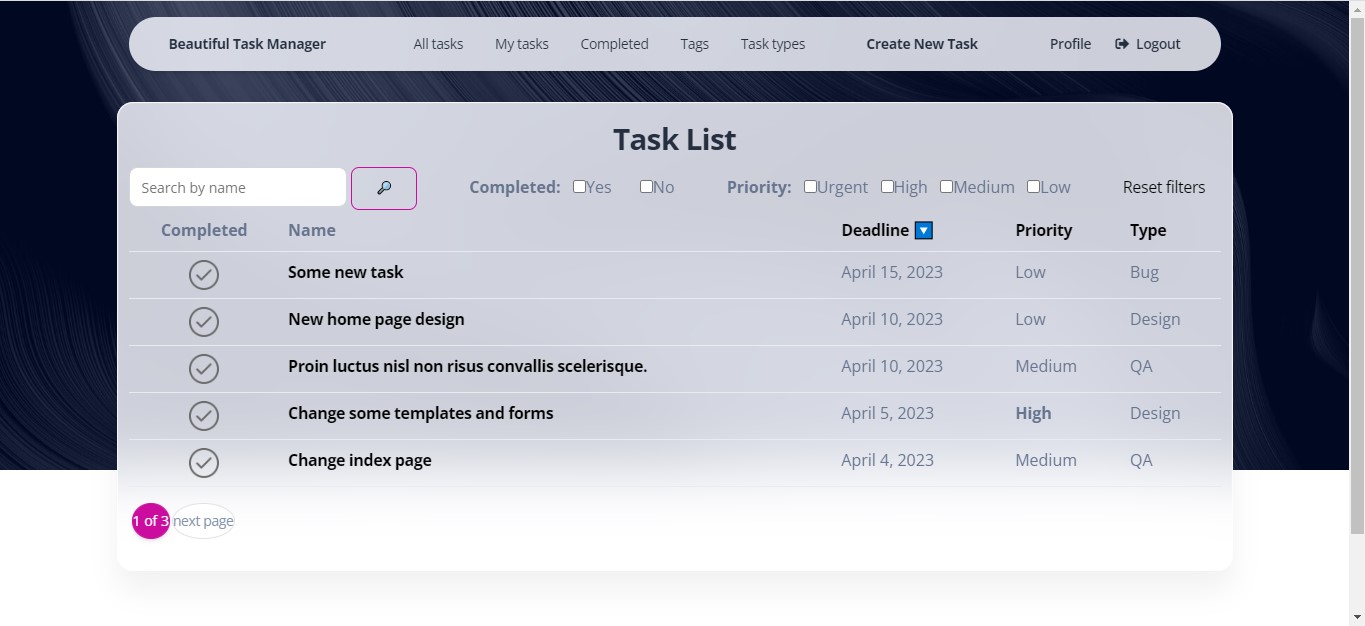 Beautiful Task Manager All tasks My tasks Completed Tags Task types Create New Task Profile Logout
Task List
Search by name Completed: Yes No Priority: Urgent High Medium Low Reset filters
Completed Name Deadline Priority Type
Some new task April 15, 2023 Low Bug
New home page design April 10, 2023 Low Design
Proin luctus nisl non risus convallis scelerisque. April 10, 2023 Medium QA
Change some templates and forms April 5, 2023 High Design
Change index page April 4, 2023 Medium QA
1 of 3 next page